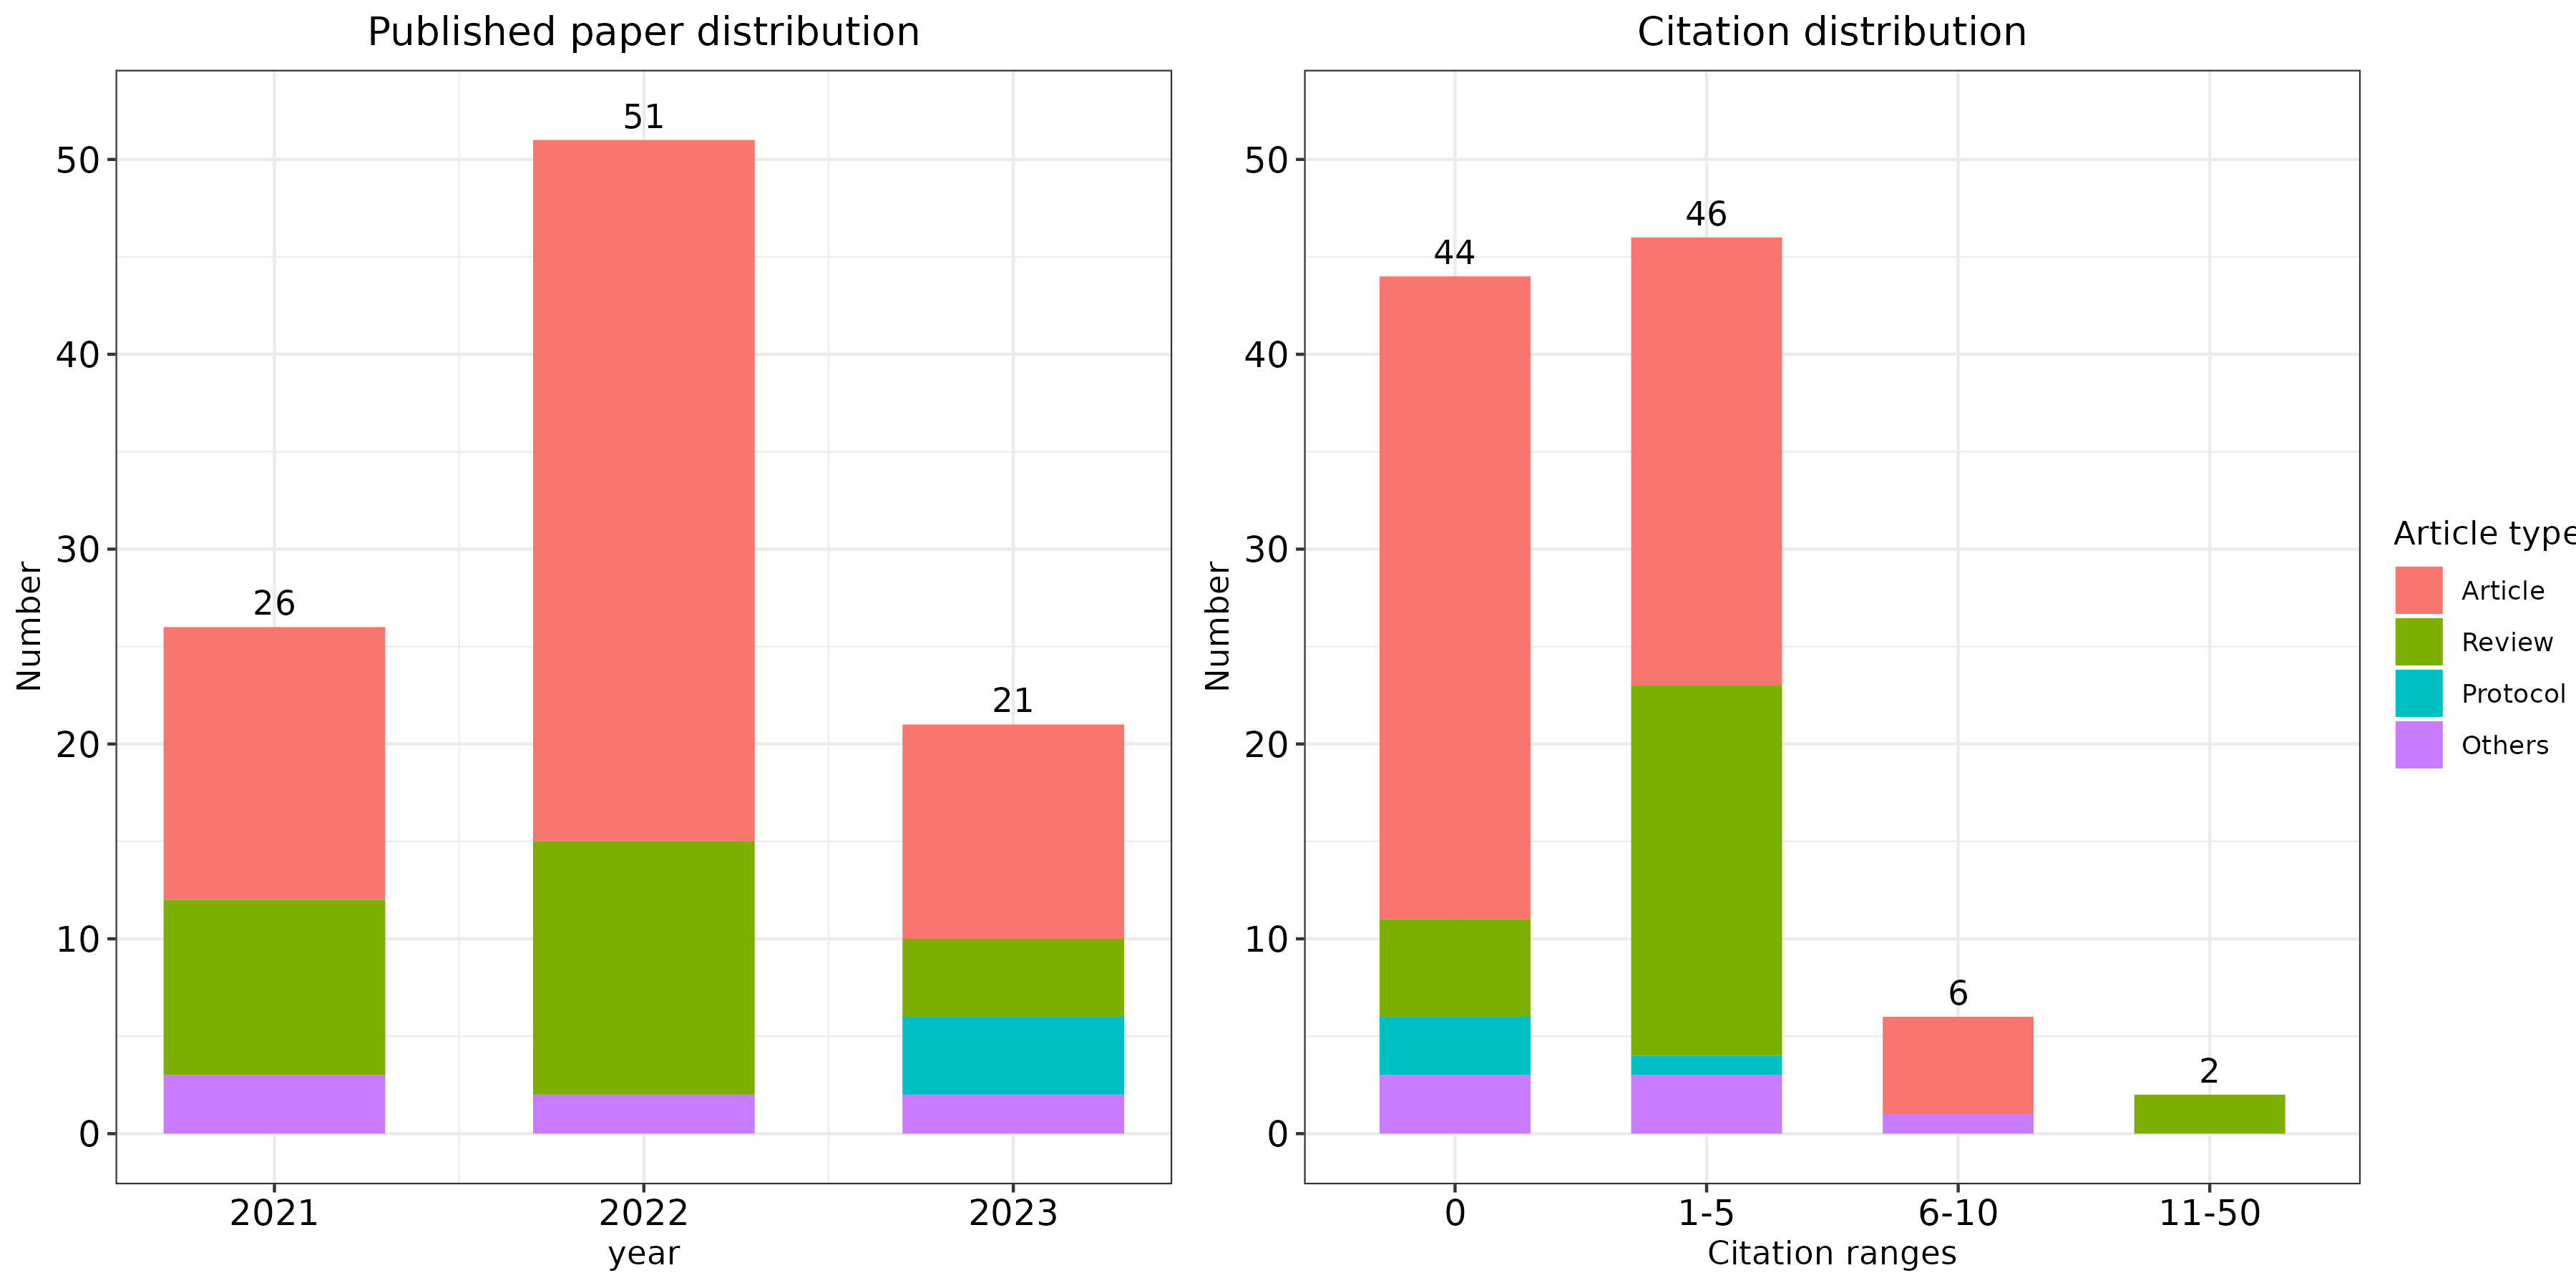 Published paper distribution
51
26
21
50
40
30
20
10
0
Number
2021 2022 2023
year
Citation distribution
46
44
6
2
50
40
30
20
10
0
Number
0 1-5 6-10 11-50
Citation ranges
Article type
Article
Review
Protocol
Others